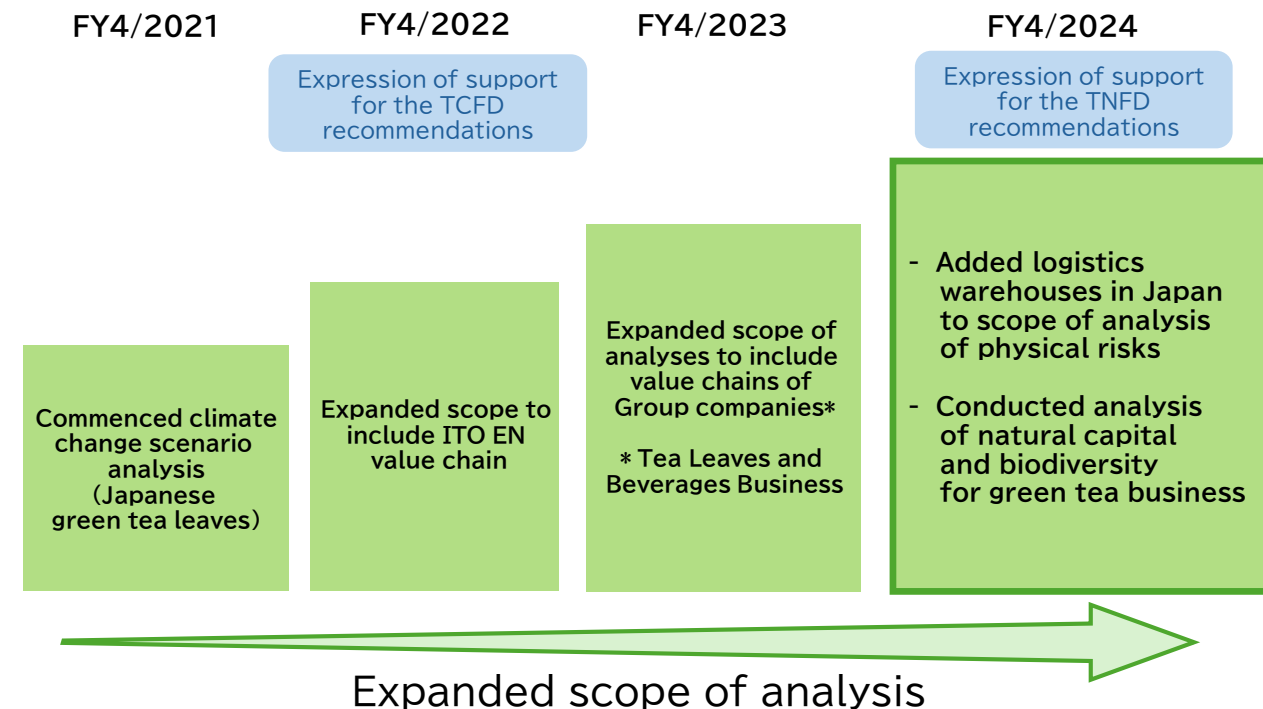 FY4/2021
FY4/2022
FY4/2023
FY4/2024
Expression of support
for the TCFD
recommendations
Expression of support
for the TNFD
recommendations
Commenced climate
change scenario
analysis
(Japanese
green tea leaves)
Expanded scope to
include ITO EN
value chain
Expanded scope of
analyses to include
value chains of
Group companies*
* Tea Leaves and
Beverages Business
- Added logistics
warehouses in Japan
to scope of analysis
of physical risks
- Conducted analysis
of natural capital
and biodiversity
for green tea business
Expanded scope of analysis